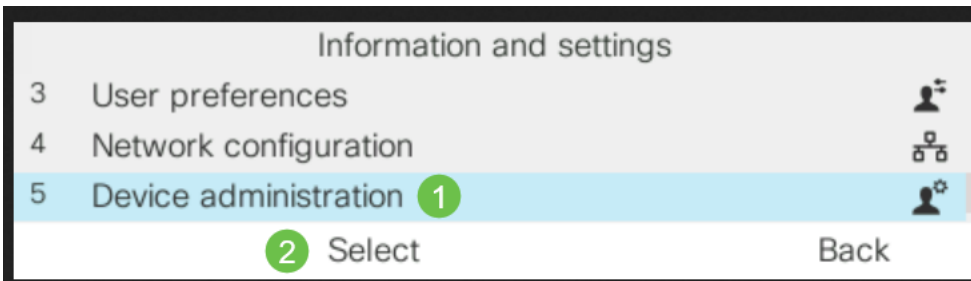 Information and settings
3 User preferences
4 Network configuration
5 Device administration 1
2 Select Back